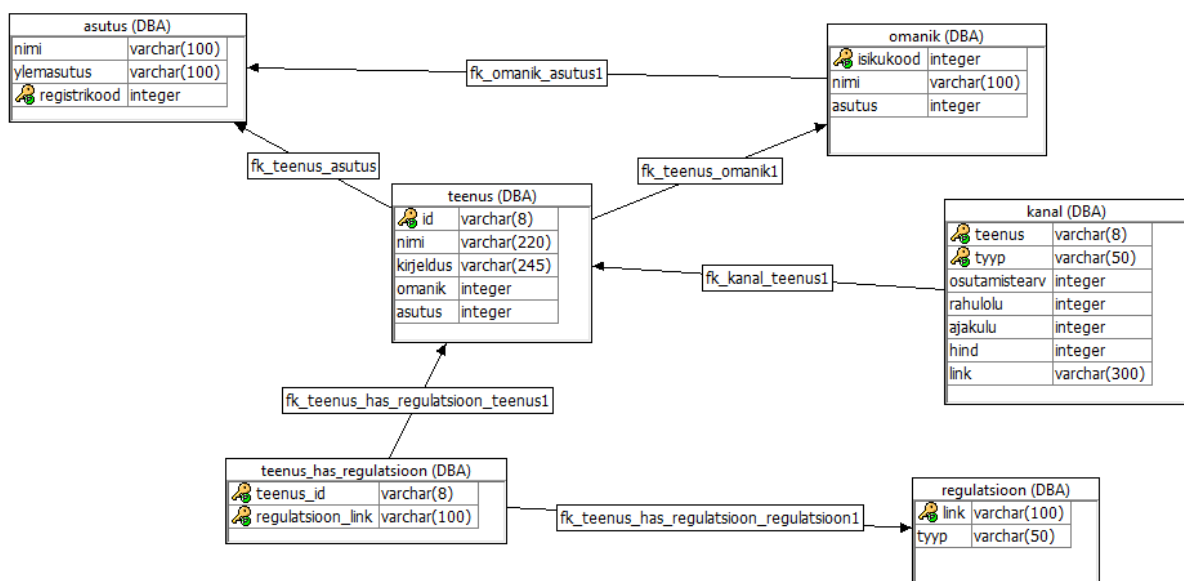 asutus (DBA)
nimi varchar(100)
ylemasutus varchar(100)
registrikood integer
omanik (DBA)
isikukood integer
nimi varchar(100)
asutus integer
fk_omanik_asutus1
fk_teenus_asutus
fk_teenus_omanik1
teenus (DBA)
id varchar(8)
nimi varchar(220)
kirjeldus varchar(245)
omanik integer
asutus integer
kanal (DBA)
teenus varchar(8)
tyyp varchar(50)
osutamistearv integer
rahulolu integer
ajakulu integer
hind integer
link varchar(300)
fk_kanal_teenus1
fk_teenus_has_regulatsioon_teenus1
teenus_has_regulatsioon (DBA)
teenus_id varchar(8)
regulatsioon_link varchar(100)
fk_teenus_has_regulatsioon_regulatsioon1
regulatsioon (DBA)
link varchar(100)
tyyp varchar(50)